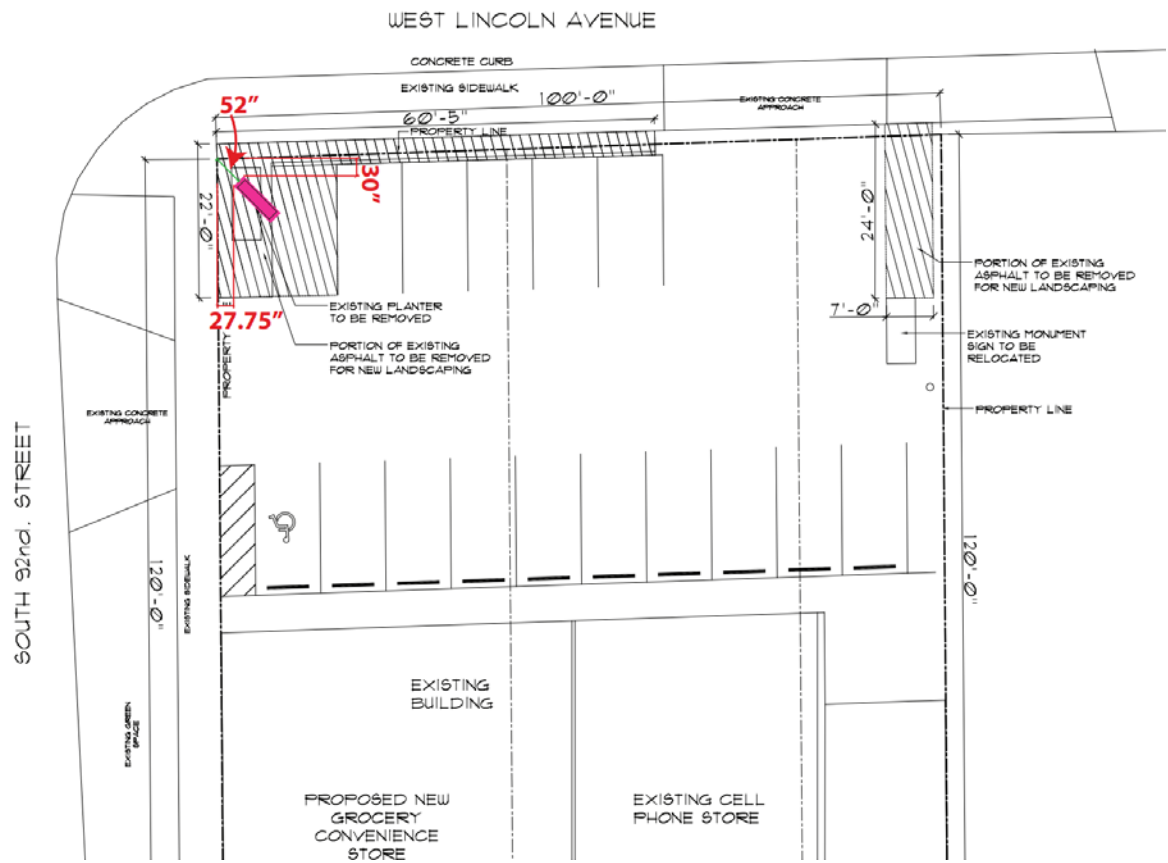 WEST LINCOLN AVENUE
CONCRETE CURB
EXISTING SIDEWALK
100'-0"
EXISTING CONCRETE
APPROACH
52"
60'-5"
PROPERTY LINE
30"
22'-0"
24'-0"
PORTION OF EXISTING
ASPHALT TO BE REMOVED
FOR NEW LANDSCAPING
EXISTING PLANTER
TO BE REMOVED
7'-0"
27.75"
EXISTING MONUMENT
SIGN TO BE
RELOCATED
PORTION OF EXISTING
ASPHALT TO BE REMOVED
FOR NEW LANDSCAPING
PROPERTY
PROPERTY LINE
EXISTING CONCRETE
APPROACH
SOUTH 92nd. STREET
120'-0"
EXISTING SIDEWALK
120'-0"
EXISTING GREEN
SPACE
EXISTING
BUILDING
PROPOSED NEW
GROCERY
CONVENIENCE
STORE
EXISTING CELL
PHONE STORE